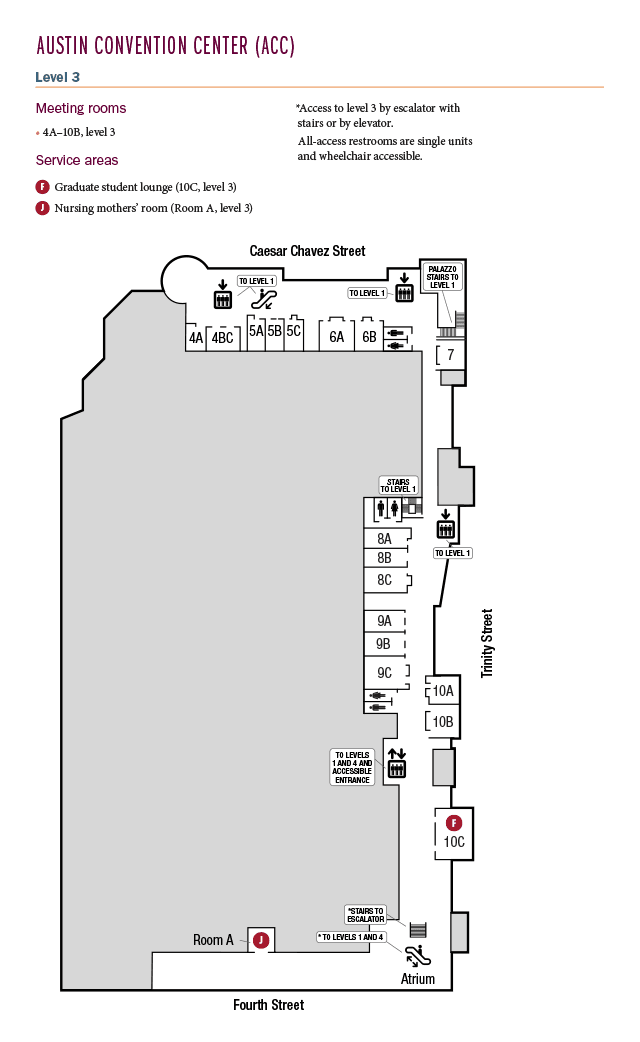 AUSTIN CONVENTION CENTER (ACC)
Level 3
Meeting rooms
• 4A–10B, level 3
Service areas
F Graduate student lounge (10C, level 3)
J Nursing mothers’ room (Room A, level 3)
*Access to level 3 by escalator with
stairs or by elevator.
All-access restrooms are single units
and wheelchair accessible.
Caesar Chavez Street
TO LEVEL 1
TO LEVEL 1
PALAZZO
STAIRS TO
LEVEL 1
4A
4BC
5A
5B
5C
6A
6B
7
STAIRS
TO LEVEL 1
TO LEVEL 1
8A
8B
8C
9A
9B
9C
Trinity Street
10A
10B
TO LEVELS
1 AND 4 AND
ACCESSIBLE
ENTRANCE
F
10C
*STAIRS TO
ESCALATOR
* TO LEVELS 1 AND 4
Room A
J
Atrium
Fourth Street